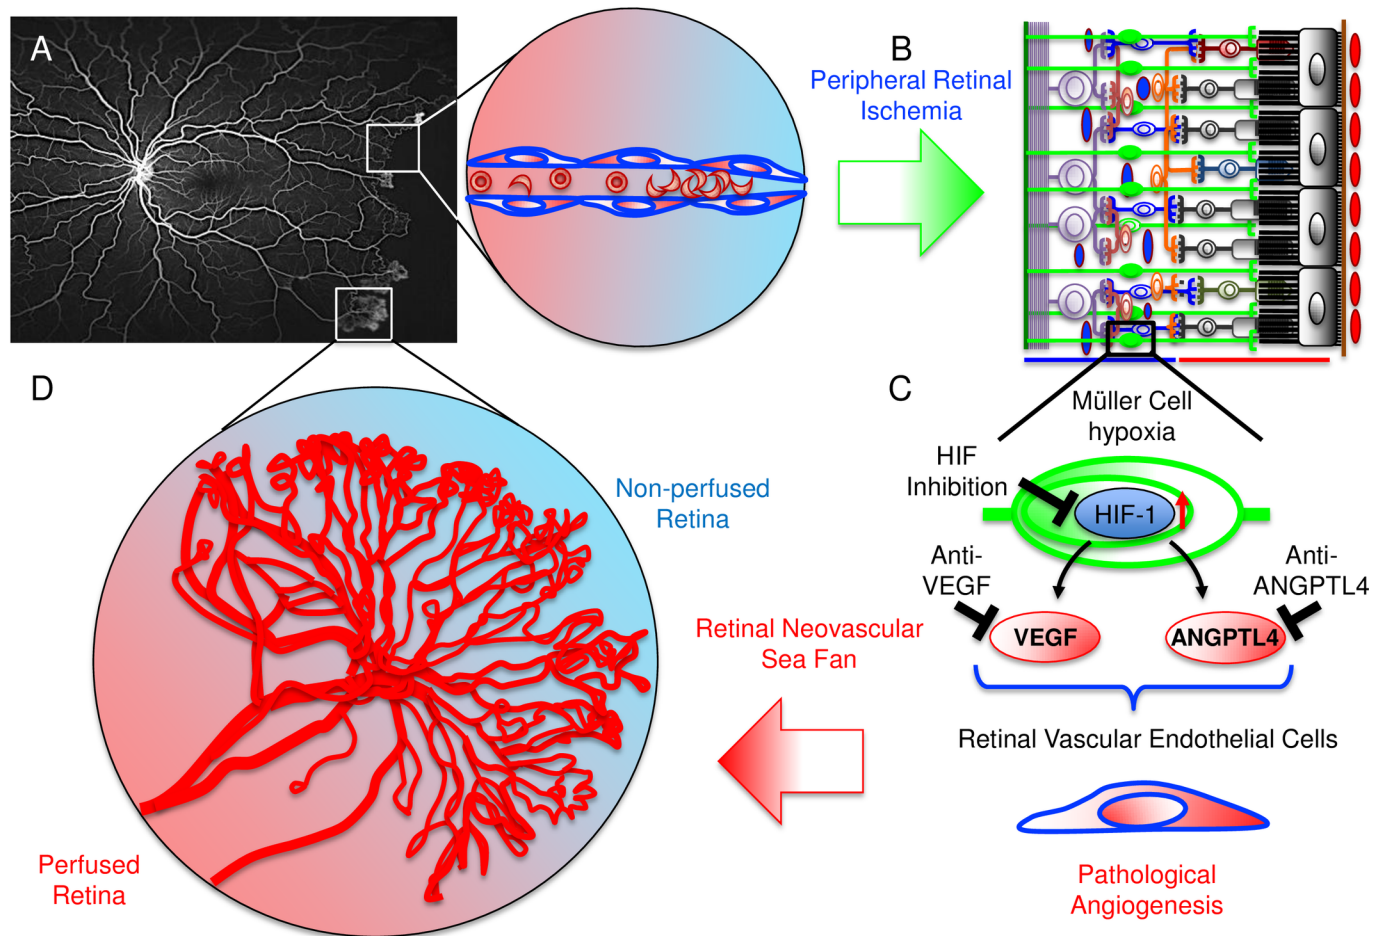 A
B
Peripheral Retinal
Ischemia
C
Müller Cell
hypoxia
HIF
Inhibition
HIF-1
Anti-
VEGF
Anti-
ANGPTL4
VEGF
ANGPTL4
Retinal Vascular Endothelial Cells
Pathological
Angiogenesis
D
Non-perfused
Retina
Retinal Neovascular
Sea Fan
Perfused
Retina